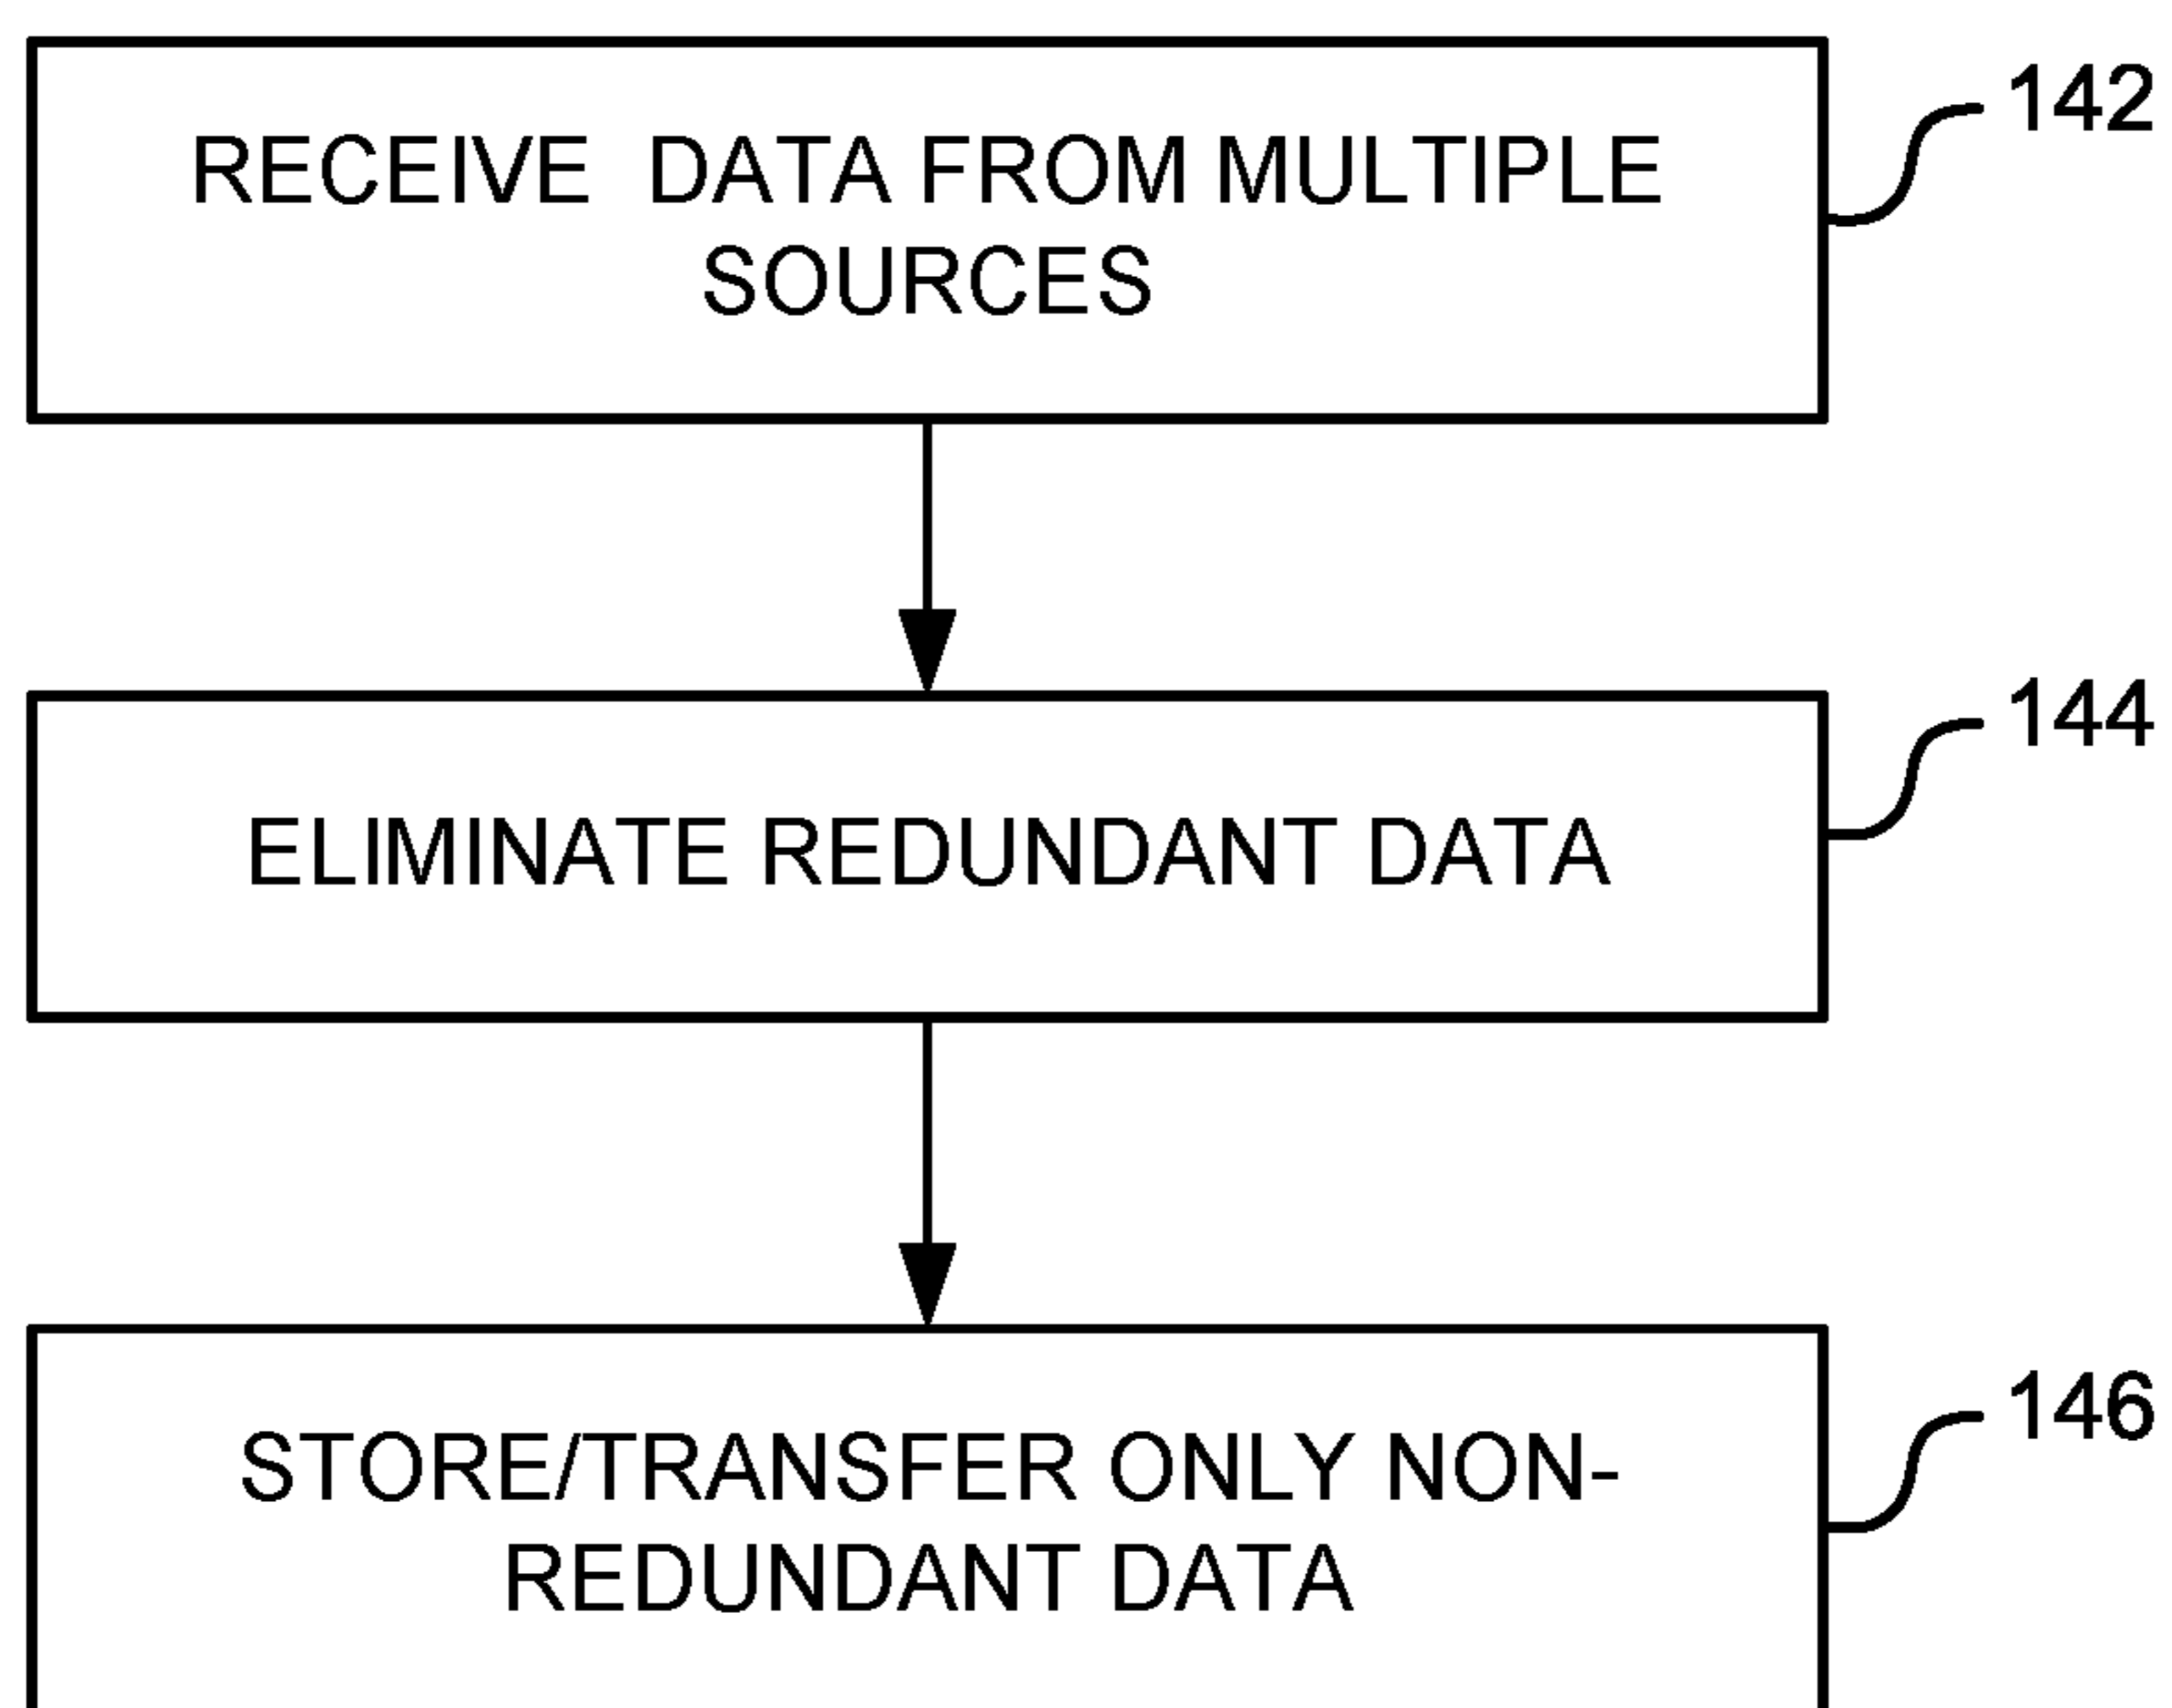 142
RECEIVE DATA FROM MULTIPLE
SOURCES
144
ELIMINATE REDUNDANT DATA
146
STORE/TRANSFER ONLY NON-
REDUNDANT DATA